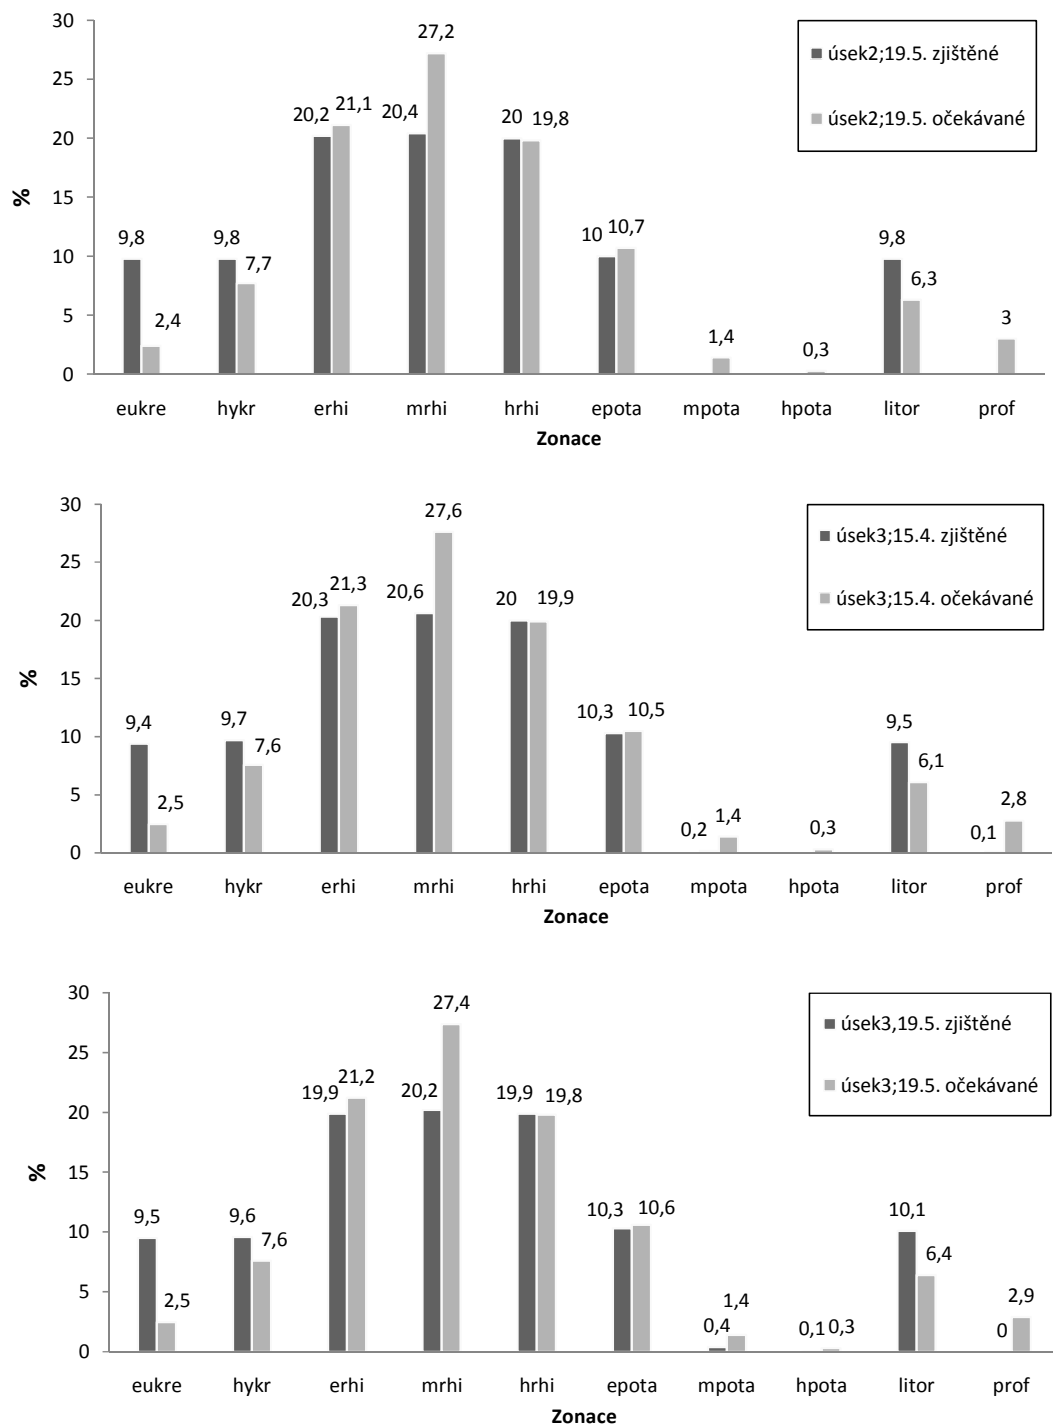 30
25
20
15
10
5
0
%
9,8 9,8 20,2 20,4 20 10 9,8
2,4 7,7 21,1 27,2 19,8 10,7 1,4 0,3 6,3 3
eukre hykr erhi mrhi hrhi epota mpota hpota litor prof
Zonace
úsek2;19.5. zjištěné
úsek2;19.5. očekávané
30
25
20
15
10
5
0
%
9,4 9,7 20,3 20,6 20 10,3 0,2 9,5 0,1
2,5 7,6 21,3 27,6 19,9 10,5 1,4 0,3 6,1 2,8
eukre hykr erhi mrhi hrhi epota mpota hpota litor prof
Zonace
úsek3;15.4. zjištěné
úsek3;15.4. očekávané
30
25
20
15
10
5
0
%
9,5 9,6 19,9 20,2 19,9 10,3 0,4 0,1 10,1 0
2,5 7,6 21,2 27,4 19,8 10,6 1,4 0,3 6,4 2,9
eukre hykr erhi mrhi hrhi epota mpota hpota litor prof
Zonace
úsek3,19.5. zjištěné
úsek3;19.5. očekávané